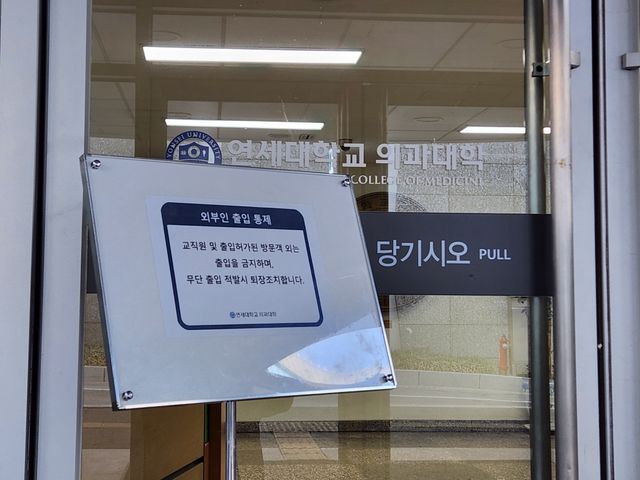 YONSEI UNIVERSITY
연세대학교 의과대학
COLLEGE OF MEDICINE
외부인 출입 통제
교직원 및 출입허가된 방문객 외는
출입을 금지하며,
무단 출입 적발시 퇴장조치합니다.
연세대학교 의과대학
당기시오 PULL